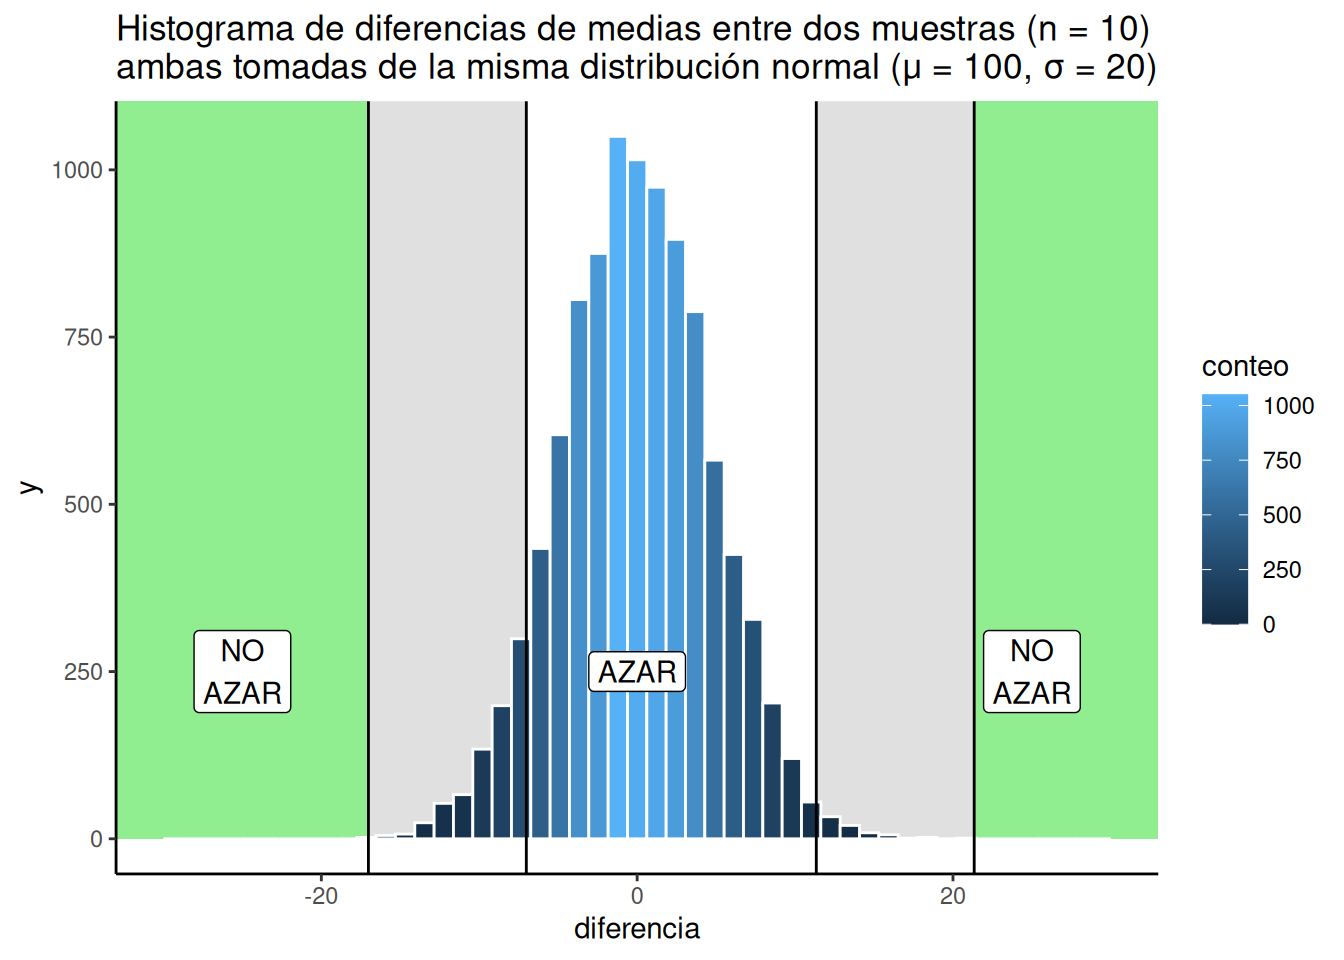 Histograma de diferencias de medias entre dos muestras (n = 10)
ambas tomadas de la misma distribución normal (μ = 100, σ = 20)
1000
750
500
250
0
y
NO
AZAR
AZAR
NO
AZAR
-20
0
20
diferencia
conteo
1000
750
500
250
0